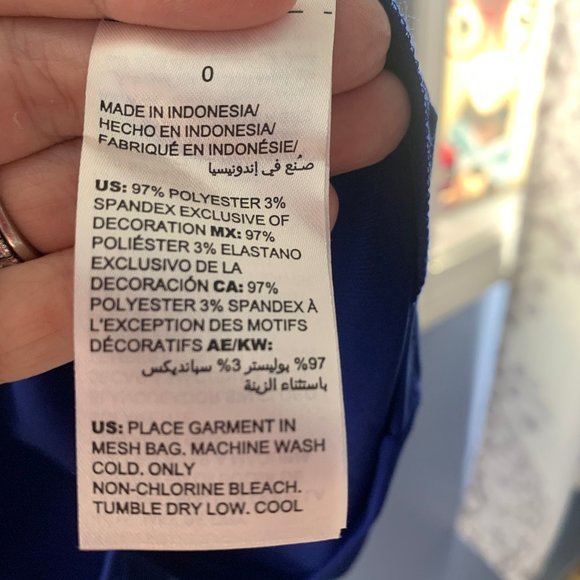 0
MADE IN INDONESIA/
HECHO EN INDONESIA/
FABRIQUÉ EN INDONÉSIE/
صنع في إندونيسيا
US: 97% POLYESTER 3%
SPANDEX EXCLUSIVE OF
DECORATION MX: 97%
POLIÉSTER 3% ELASTANO
EXCLUSIVO DE LA
DECORACIÓN CA: 97%
POLYESTER 3% SPANDEX À
L'EXCEPTION DES MOTIFS
DÉCORATIFS AE/KW:
97% بوليستر 3% سباندیکس
باستثناء الزينة
US: PLACE GARMENT IN
MESH BAG. MACHINE WASH
COLD. ONLY
NON-CHLORINE BLEACH.
TUMBLE DRY LOW. COOL